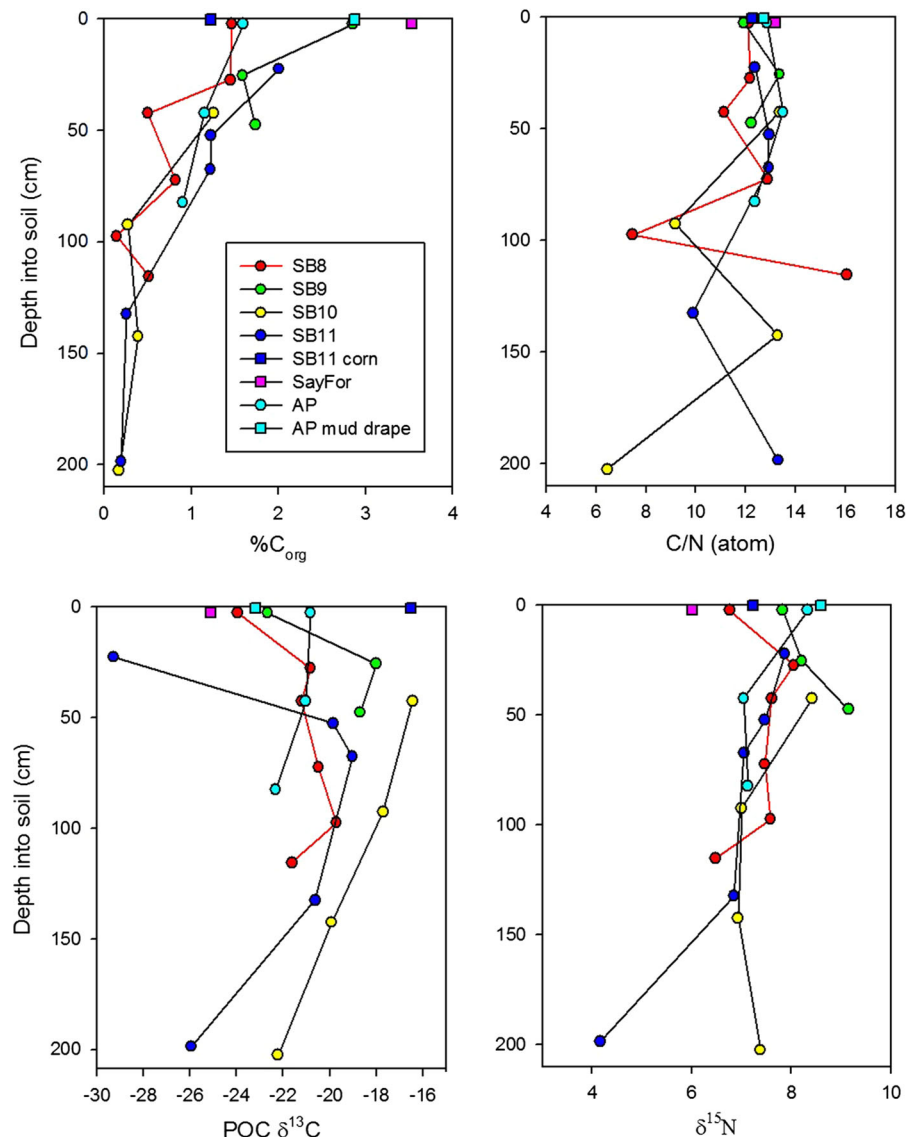 0
50
100
150
200
Depth into soil (cm)
SB8
SB9
SB10
SB11
SB11 corn
SayFor
AP
AP mud drape
0 1 2 3 4
%Corg
0
50
100
150
200
4 6 8 10 12 14 16 18
C/N (atom)
0
50
100
150
200
Depth into soil (cm)
-30 -28 -26 -24 -22 -20 -18 -16
POC δ13C
0
50
100
150
200
4 6 8 10
δ15N